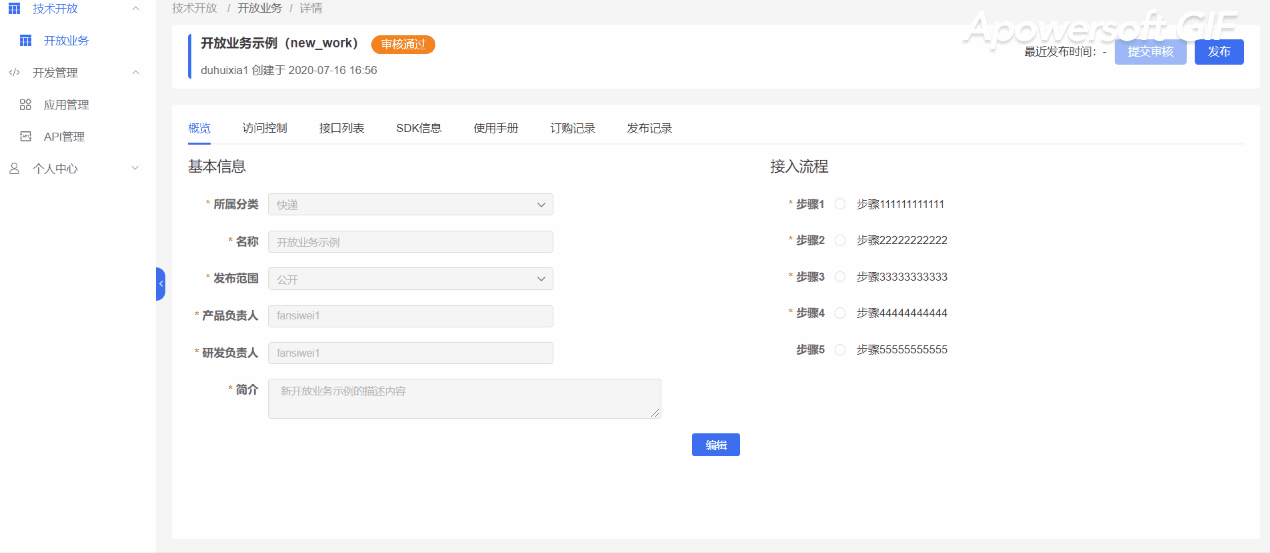 技术开放
开放业务
开发管理
应用管理
API管理
个人中心
技术开放 / 开放业务 / 详情
开放业务示例（new_work） 审核通过
duhuixia1 创建于 2020-07-16 16:56
Apowersoft GIF
最近发布时间：- 提交审核 发布
概览 访问控制 接口列表 SDK信息 使用手册 订购记录 发布记录
基本信息
* 所属分类 快递
* 名称 开放业务示例
* 发布范围 公开
* 产品负责人 fansiwei1
* 研发负责人 fansiwei1
* 简介 新开放业务示例的描述内容
接入流程
* 步骤1 步骤111111111111
* 步骤2 步骤22222222222
* 步骤3 步骤33333333333
* 步骤4 步骤44444444444
步骤5 步骤55555555555
编辑